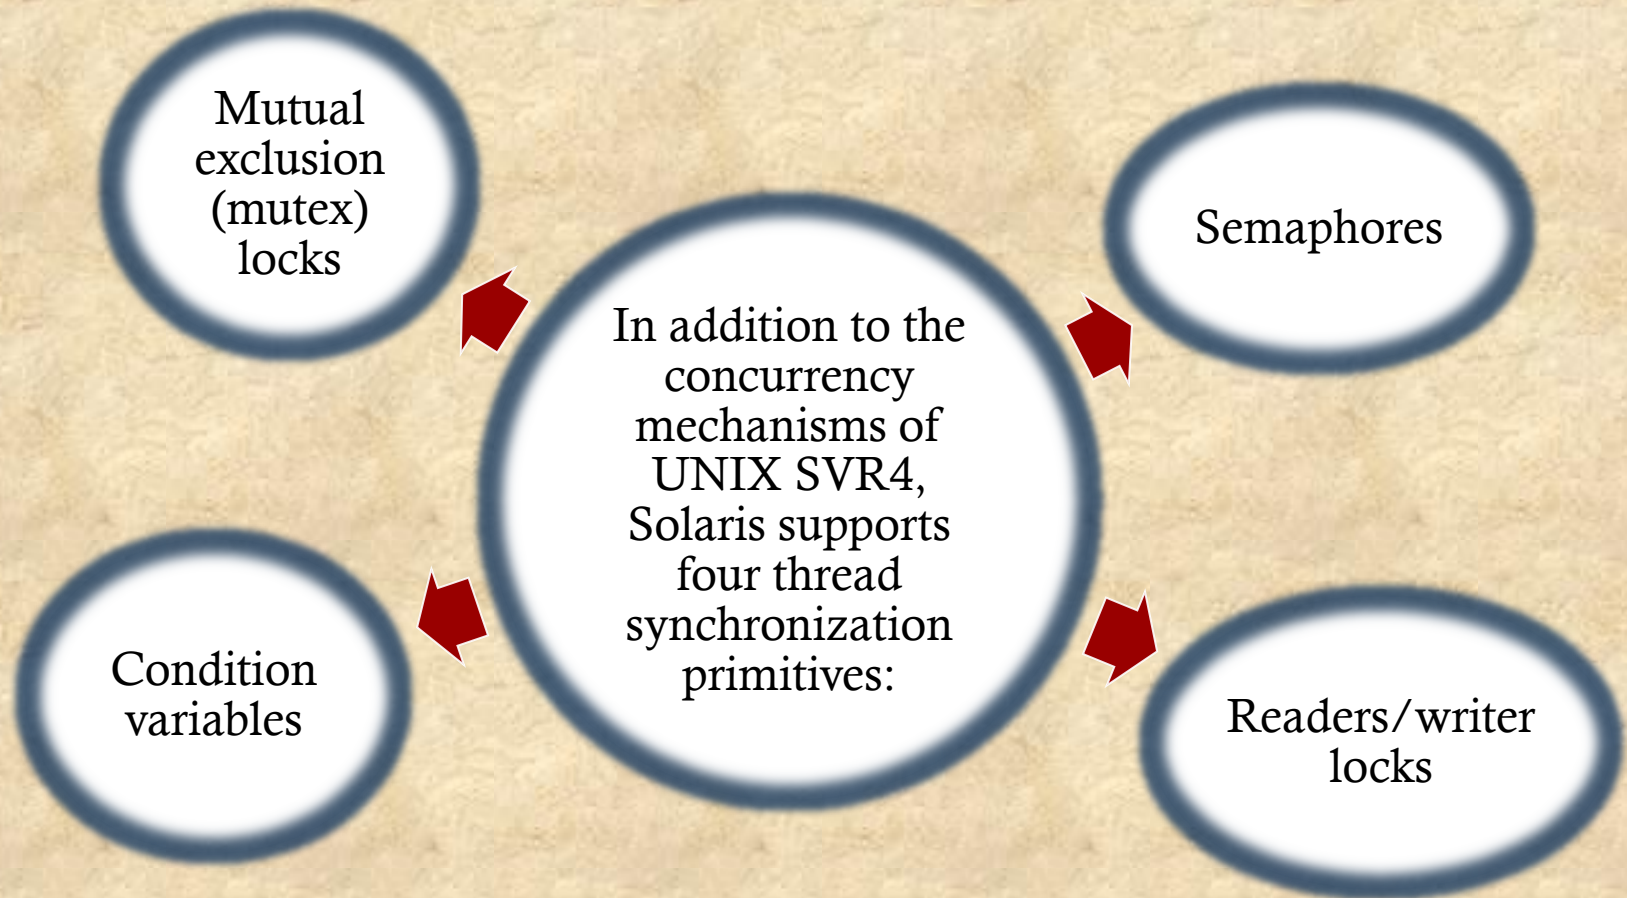 Mutual
exclusion
(mutex)
locks
Semaphores
In addition to the
concurrency
mechanisms of
UNIX SVR4,
Solaris supports
four thread
synchronization
primitives:
Condition
variables
Readers/writer
locks